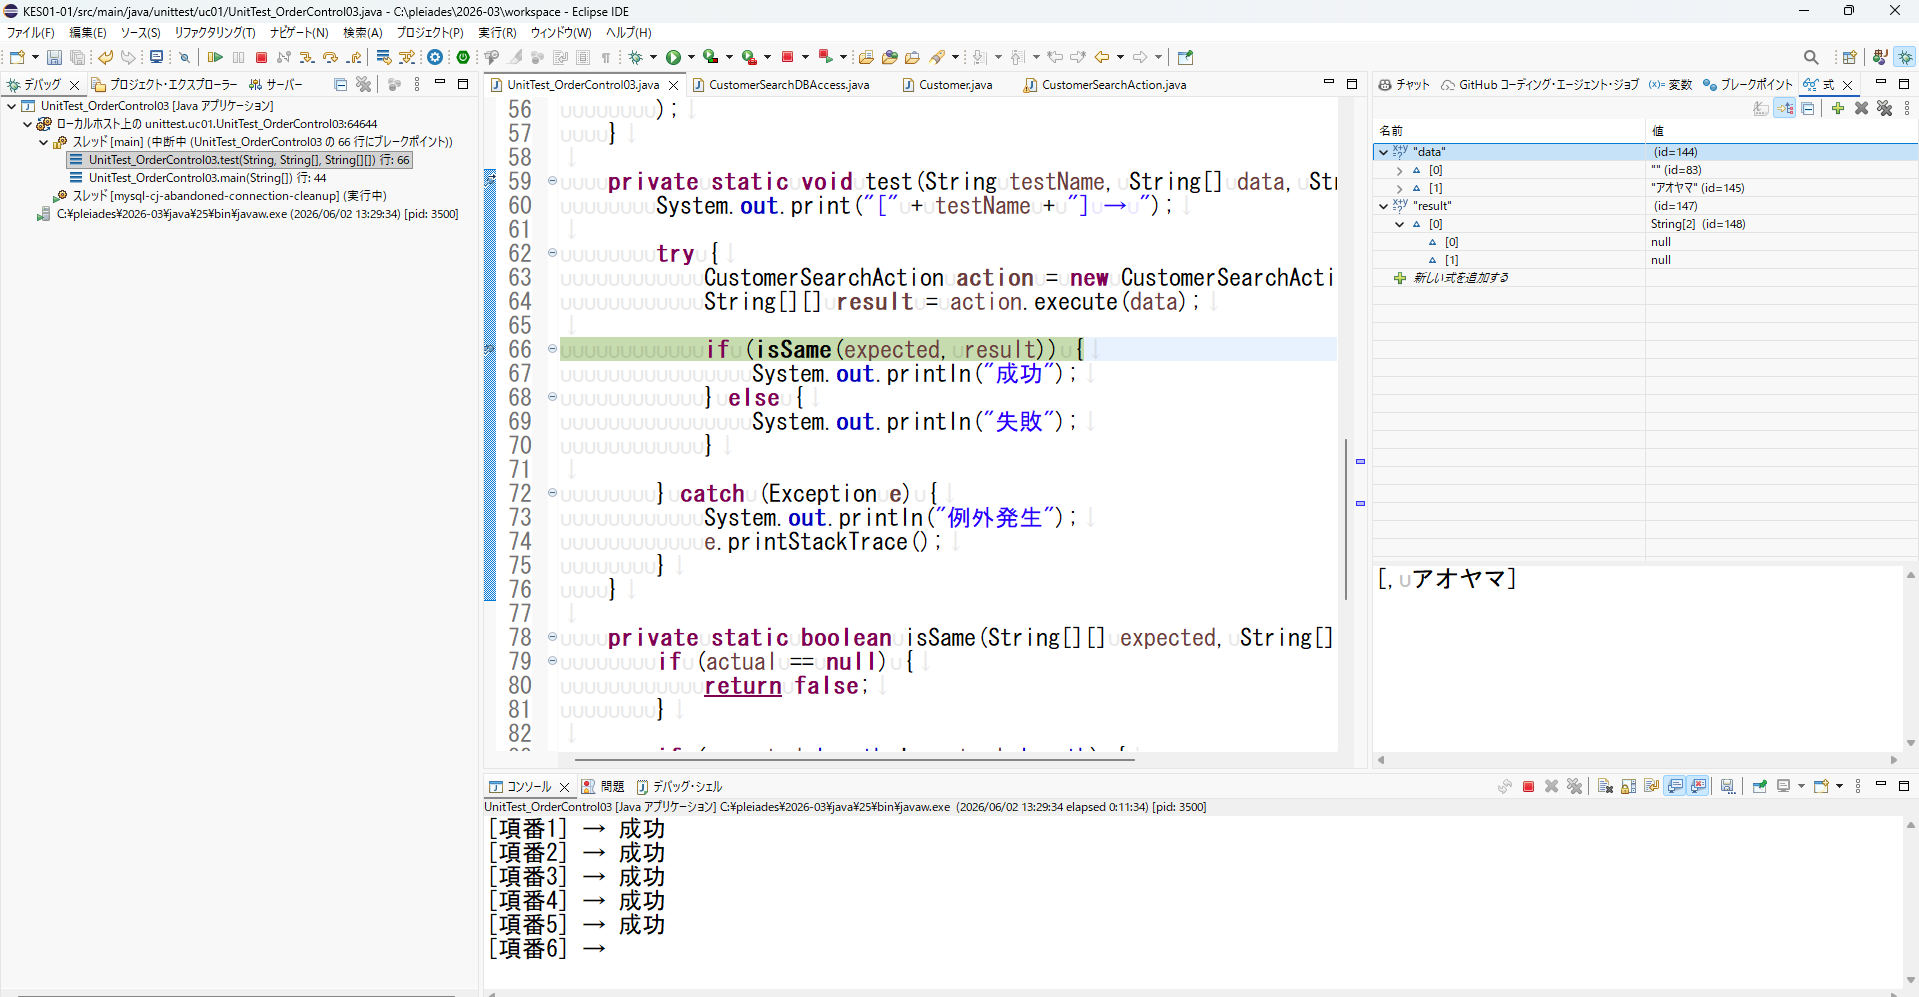 KES01-01/src/main/java/unittest/uc01/UnitTest_OrderControl03.java - C:\pleiades\2026-03\workspace - Eclipse IDE
ファイル(F) 編集(E) ソース(S) リファクタリング(T) ナビゲート(N) 検索(A) プロジェクト(P) 実行(R) ウィンドウ(W) ヘルプ(H)
デバッグ プロジェクト・エクスプローラー サーバー
UnitTest_OrderControl03 [Java アプリケーション]
ローカルホスト上の unittest.uc01.UnitTest_OrderControl03:64644
スレッド [main] (中断中 (UnitTest_OrderControl03 の 66 行にブレークポイント))
UnitTest_OrderControl03.test(String, String[], String[][]) 行: 66
UnitTest_OrderControl03.main(String[]) 行: 44
スレッド [mysql-cj-abandoned-connection-cleanup] (実行中)
C:¥pleiades¥2026-03¥java¥25¥bin¥javaw.exe (2026/06/02 13:29:34) [pid: 3500]
UnitTest_OrderControl03.java CustomerSearchDBAccess.java Customer.java CustomerSearchAction.java
56 );
57 }
58
59 private static void test(String testName, String[] data, Str
60 System.out.print("[" + testName + "] → ");
61
62 try {
63 CustomerSearchAction action = new CustomerSearchActi
64 String[][] result = action.execute(data);
65
66 if (isSame(expected, result)) {
67 System.out.println("成功");
68 } else {
69 System.out.println("失敗");
70 }
71
72 } catch (Exception e) {
73 System.out.println("例外発生");
74 e.printStackTrace();
75 }
76 }
77
78 private static boolean isSame(String[][] expected, String[]
79 if (actual == null) {
80 return false;
81 }
82
チャット GitHub コーディング・エージェント・ジョブ (x)= 変数 ブレークポイント 式
名前 値
"data" (id=144)
[0] "" (id=83)
[1] "アオヤマ" (id=145)
"result" (id=147)
[0] String[2] (id=148)
[0] null
[1] null
新しい式を追加する
[, アオヤマ]
コンソール 問題 デバッグ・シェル
UnitTest_OrderControl03 [Java アプリケーション] C:¥pleiades¥2026-03¥java¥25¥bin¥javaw.exe (2026/06/02 13:29:34 elapsed 0:11:34) [pid: 3500]
[項番1] → 成功
[項番2] → 成功
[項番3] → 成功
[項番4] → 成功
[項番5] → 成功
[項番6] →